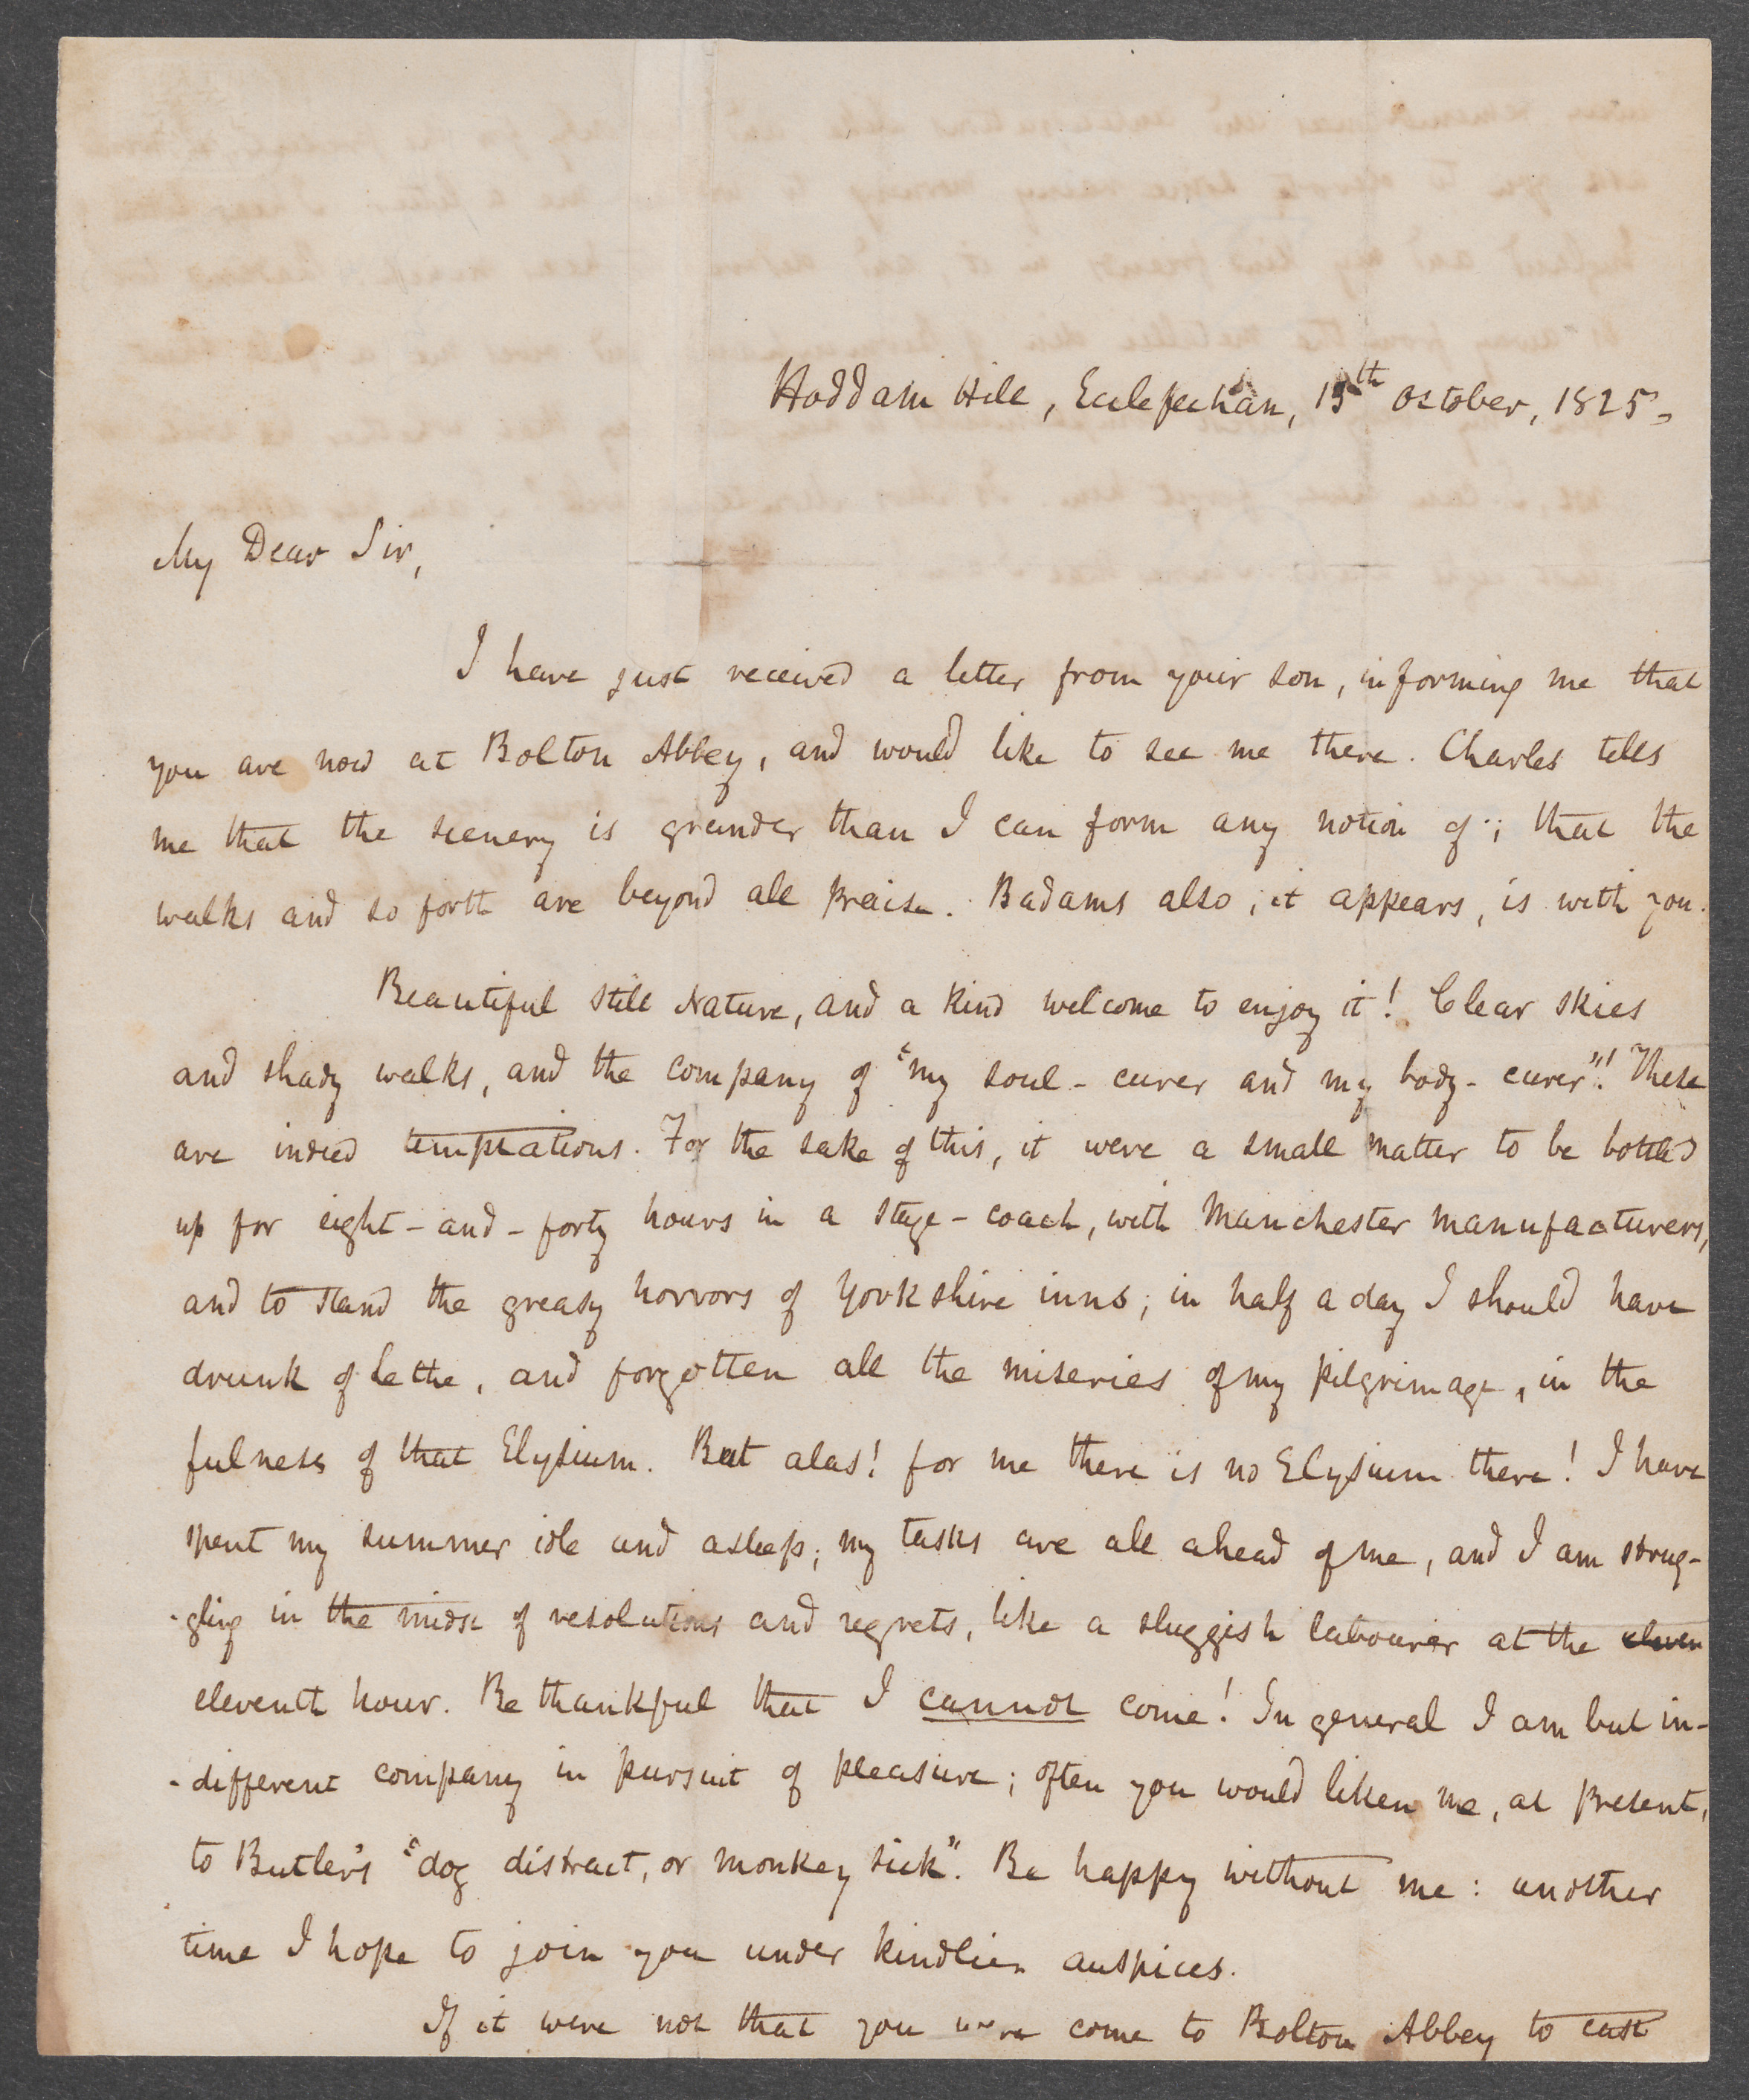 Hoddam Hill, Ecclefechan, 15th October, 1825,
My Dear Sir,
I have just received a letter from your son, informing me that
you are now at Bolton Abbey, and would like to see me there. Charles tells
me that the scenery is grander than I can form any notion of; that the
walks and so forth are beyond all praise. Badams also, it appears, is with you.
Beautiful still Nature, and a kind welcome to enjoy it! Clear skies
and shady walks, and the company of "my soul-curer and my body-curer"! These
are indeed temptations. For the sake of this, it were a small matter to be bottled
up for eight-and-forty hours in a stage-coach, with Manchester manufacturers,
and to stand the greasy horrors of Yorkshire inns; in half a day I should have
drunk of Lethe, and forgotten all the miseries of my pilgrimage, in the
fulness of that Elysium. But alas! for me there is no Elysium there! I have
spent my summer idle and asleep; my tasks are all ahead of me, and I am strug-
-gling in the midst of resolutions and regrets, like a sluggish labourer at the eleven
eleventh hour. Be thankful that I cannot come! In general I am but in-
-different company in pursuit of pleasure; often you would liken me, at present,
to Butler's "dog distract, or monkey sick". Be happy without me: another
time I hope to join you under kindlier auspices.
If it were not that you were come to Bolton Abbey to cast